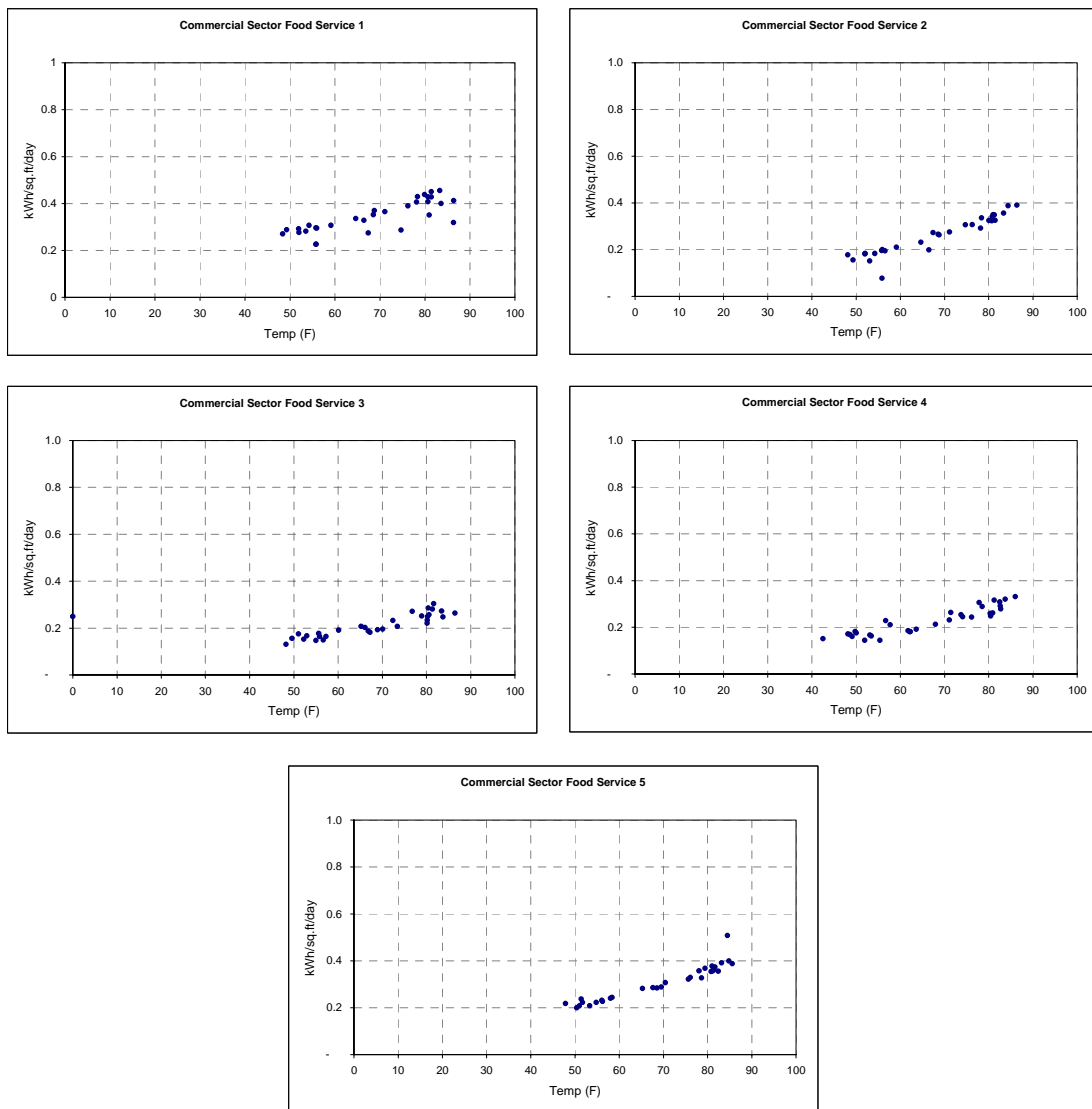 Commercial Sector Food Service 1
1
0.8
0.6
0.4
0.2
0
0 10 20 30 40 50 60 70 80 90 100
Temp (F)
kWh/sq.ft/day
Commercial Sector Food Service 2
1.0
0.8
0.6
0.4
0.2
-
0 10 20 30 40 50 60 70 80 90 100
Temp (F)
kWh/sq.ft/day
Commercial Sector Food Service 3
1.0
0.8
0.6
0.4
0.2
-
0 10 20 30 40 50 60 70 80 90 100
Temp (F)
kWh/sq.ft/day
Commercial Sector Food Service 4
1.0
0.8
0.6
0.4
0.2
-
0 10 20 30 40 50 60 70 80 90 100
Temp (F)
kWh/sq.ft/day
Commercial Sector Food Service 5
1.0
0.8
0.6
0.4
0.2
-
0 10 20 30 40 50 60 70 80 90 100
Temp (F)
kWh/sq.ft/day